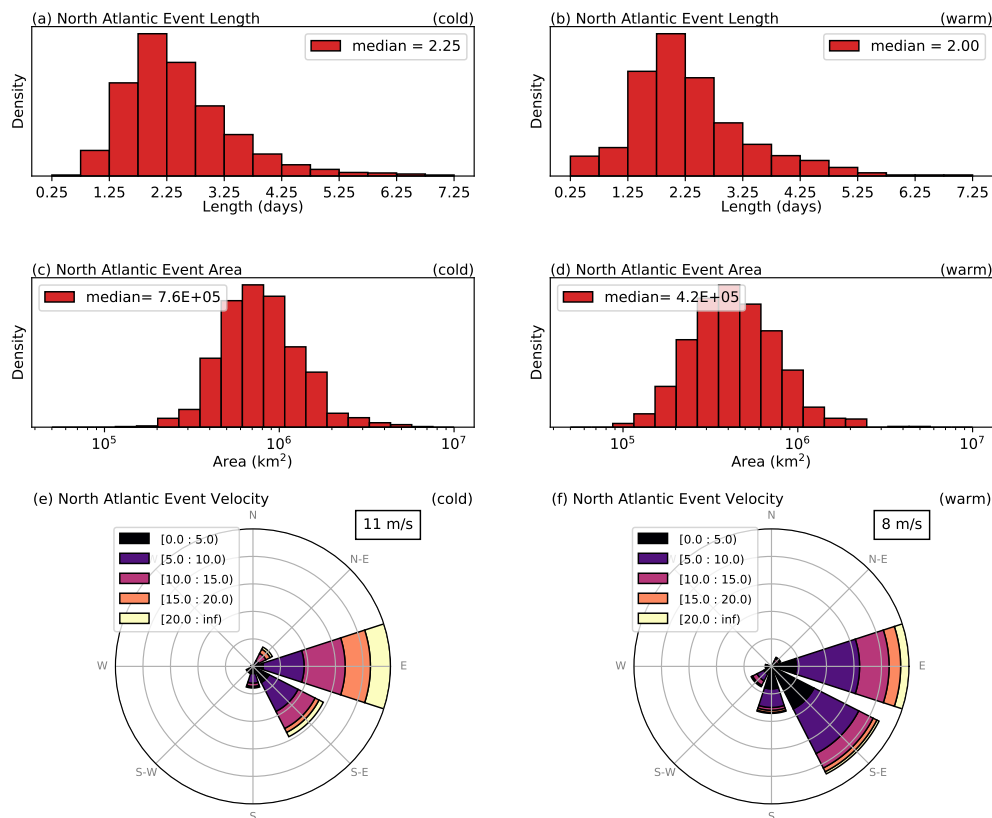 (a) North Atlantic Event Length (cold)
median = 2.25
Density
0.25 1.25 2.25 3.25 4.25 5.25 6.25 7.25
Length (days)
(b) North Atlantic Event Length (warm)
median = 2.00
Density
0.25 1.25 2.25 3.25 4.25 5.25 6.25 7.25
Length (days)
(c) North Atlantic Event Area (cold)
median= 7.6E+05
Density
10⁵ 10⁶ 10⁷
Area (km²)
(d) North Atlantic Event Area (warm)
median= 4.2E+05
Density
10⁵ 10⁶ 10⁷
Area (km²)
(e) North Atlantic Event Velocity (cold)
11 m/s
N
N-E
[0.0 : 5.0)
[5.0 : 10.0)
[10.0 : 15.0)
[15.0 : 20.0)
[20.0 : inf)
W
E
S-W
S-E
S
(f) North Atlantic Event Velocity (warm)
8 m/s
N
N-E
[0.0 : 5.0)
[5.0 : 10.0)
[10.0 : 15.0)
[15.0 : 20.0)
[20.0 : inf)
W
E
S-W
S-E
S